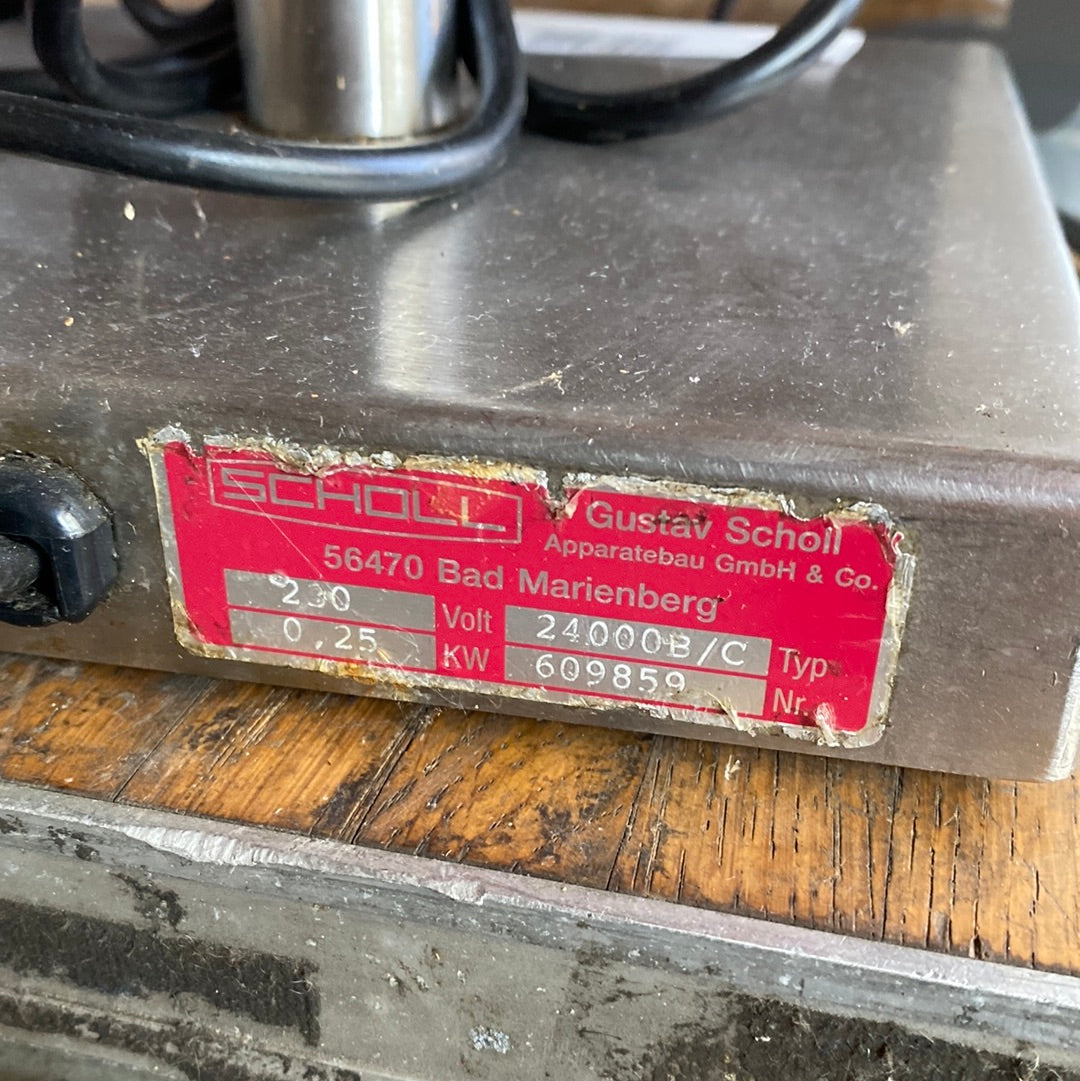 SCHOLL
Gustav Scholl
Apparatebau GmbH & Co.
56470 Bad Marienberg
230 Volt 24000B/C Typ
0,25 KW 609859 Nr.